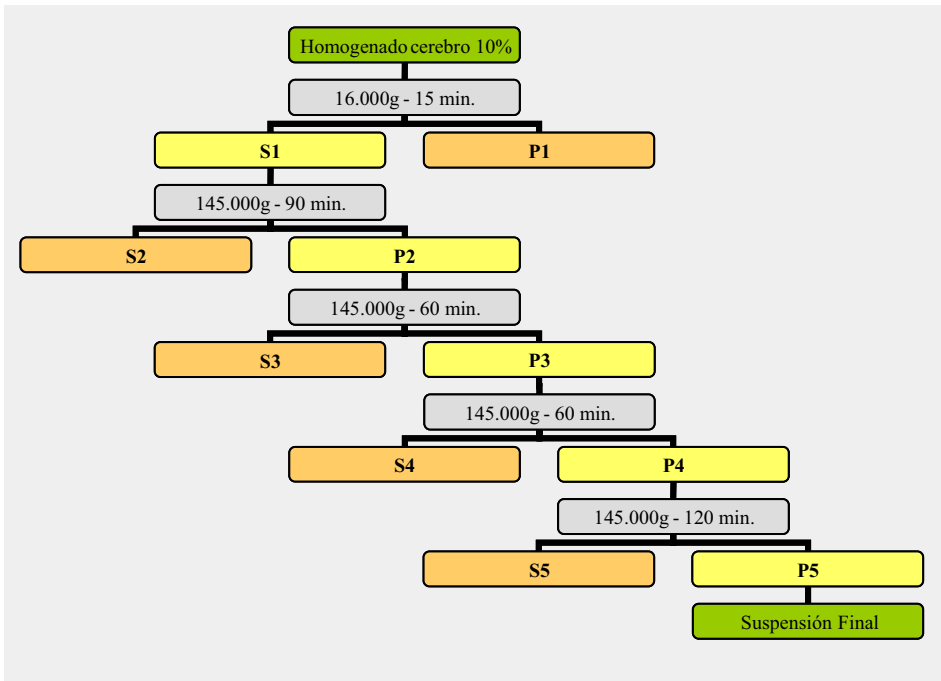 Homogenado cerebro 10%
16.000g - 15 min.
S1
P1
145.000g - 90 min.
S2
P2
145.000g - 60 min.
S3
P3
145.000g - 60 min.
S4
P4
145.000g - 120 min.
S5
P5
Suspensión Final